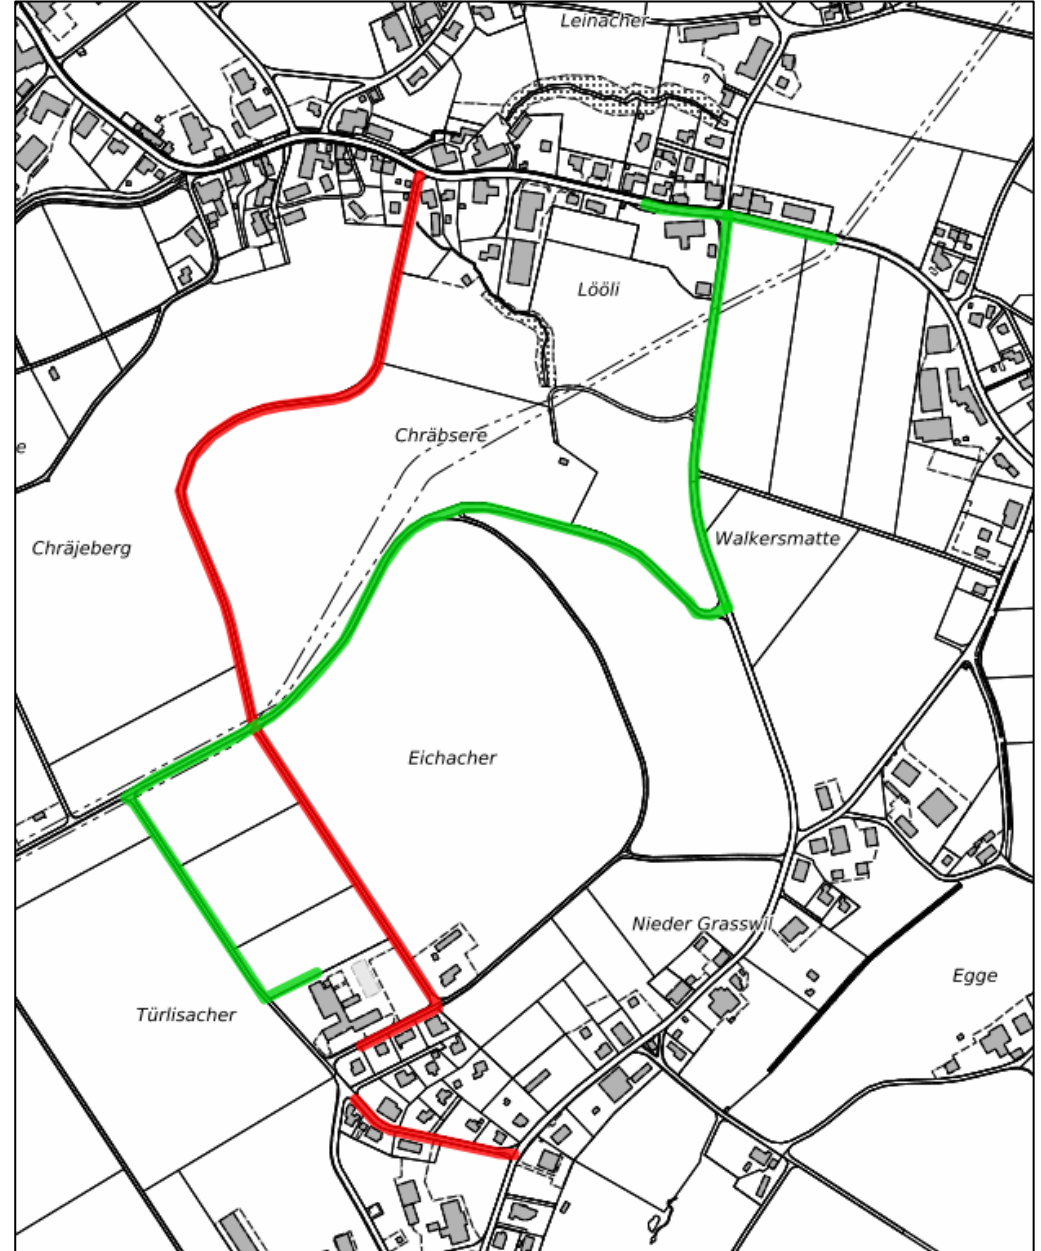 Leinacher
Lööli
Chräbsere
e
Chräjeberg
Walkersmatte
Eichacher
Nieder Grasswil
Egge
Türlisacher